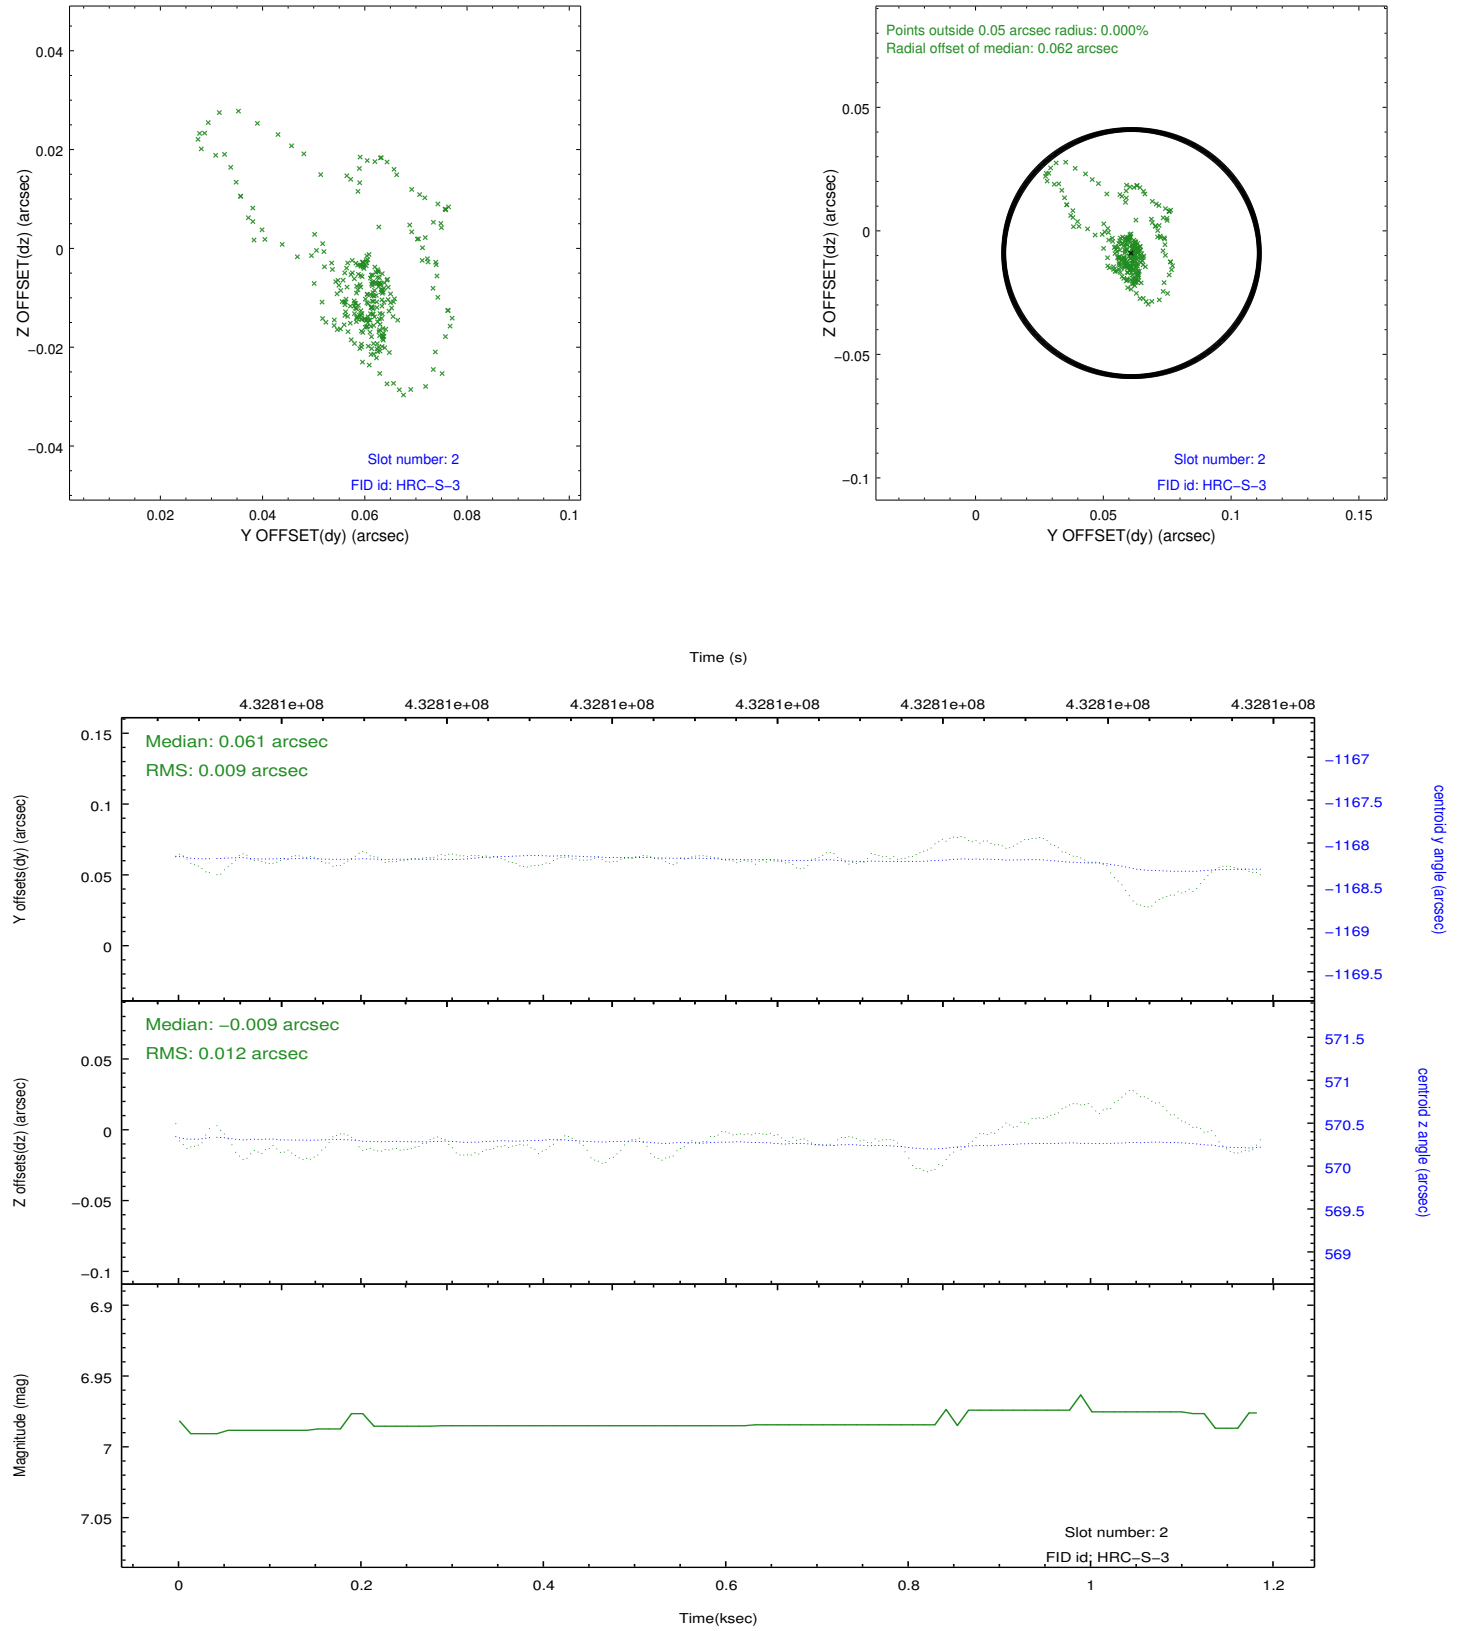 0.04
0.02
0
−0.02
−0.04
Z OFFSET(dz) (arcsec)
Slot number: 2
FID id: HRC−S−3
0.02
0.04
0.06
0.08
0.1
Y OFFSET(dy) (arcsec)
Points outside 0.05 arcsec radius: 0.000%
Radial offset of median: 0.062 arcsec
0.05
0
−0.05
−0.1
Z OFFSET(dz) (arcsec)
Slot number: 2
FID id: HRC−S−3
0
0.05
0.1
0.15
Y OFFSET(dy) (arcsec)
Time (s)
4.3281e+08
4.3281e+08
4.3281e+08
4.3281e+08
4.3281e+08
4.3281e+08
4.3281e+08
Median: 0.061 arcsec
RMS: 0.009 arcsec
0.15
0.1
0.05
0
Y offsets(dy) (arcsec)
−1167
−1167.5
−1168
−1168.5
−1169
−1169.5
centroid y angle (arcsec)
Median: −0.009 arcsec
RMS: 0.012 arcsec
0.05
0
−0.05
−0.1
Z offsets(dz) (arcsec)
571.5
571
570.5
570
569.5
569
centroid z angle (arcsec)
6.9
6.95
7
7.05
Magnitude (mag)
Slot number: 2
FID id: HRC−S−3
0
0.2
0.4
0.6
0.8
1
1.2
Time(ksec)